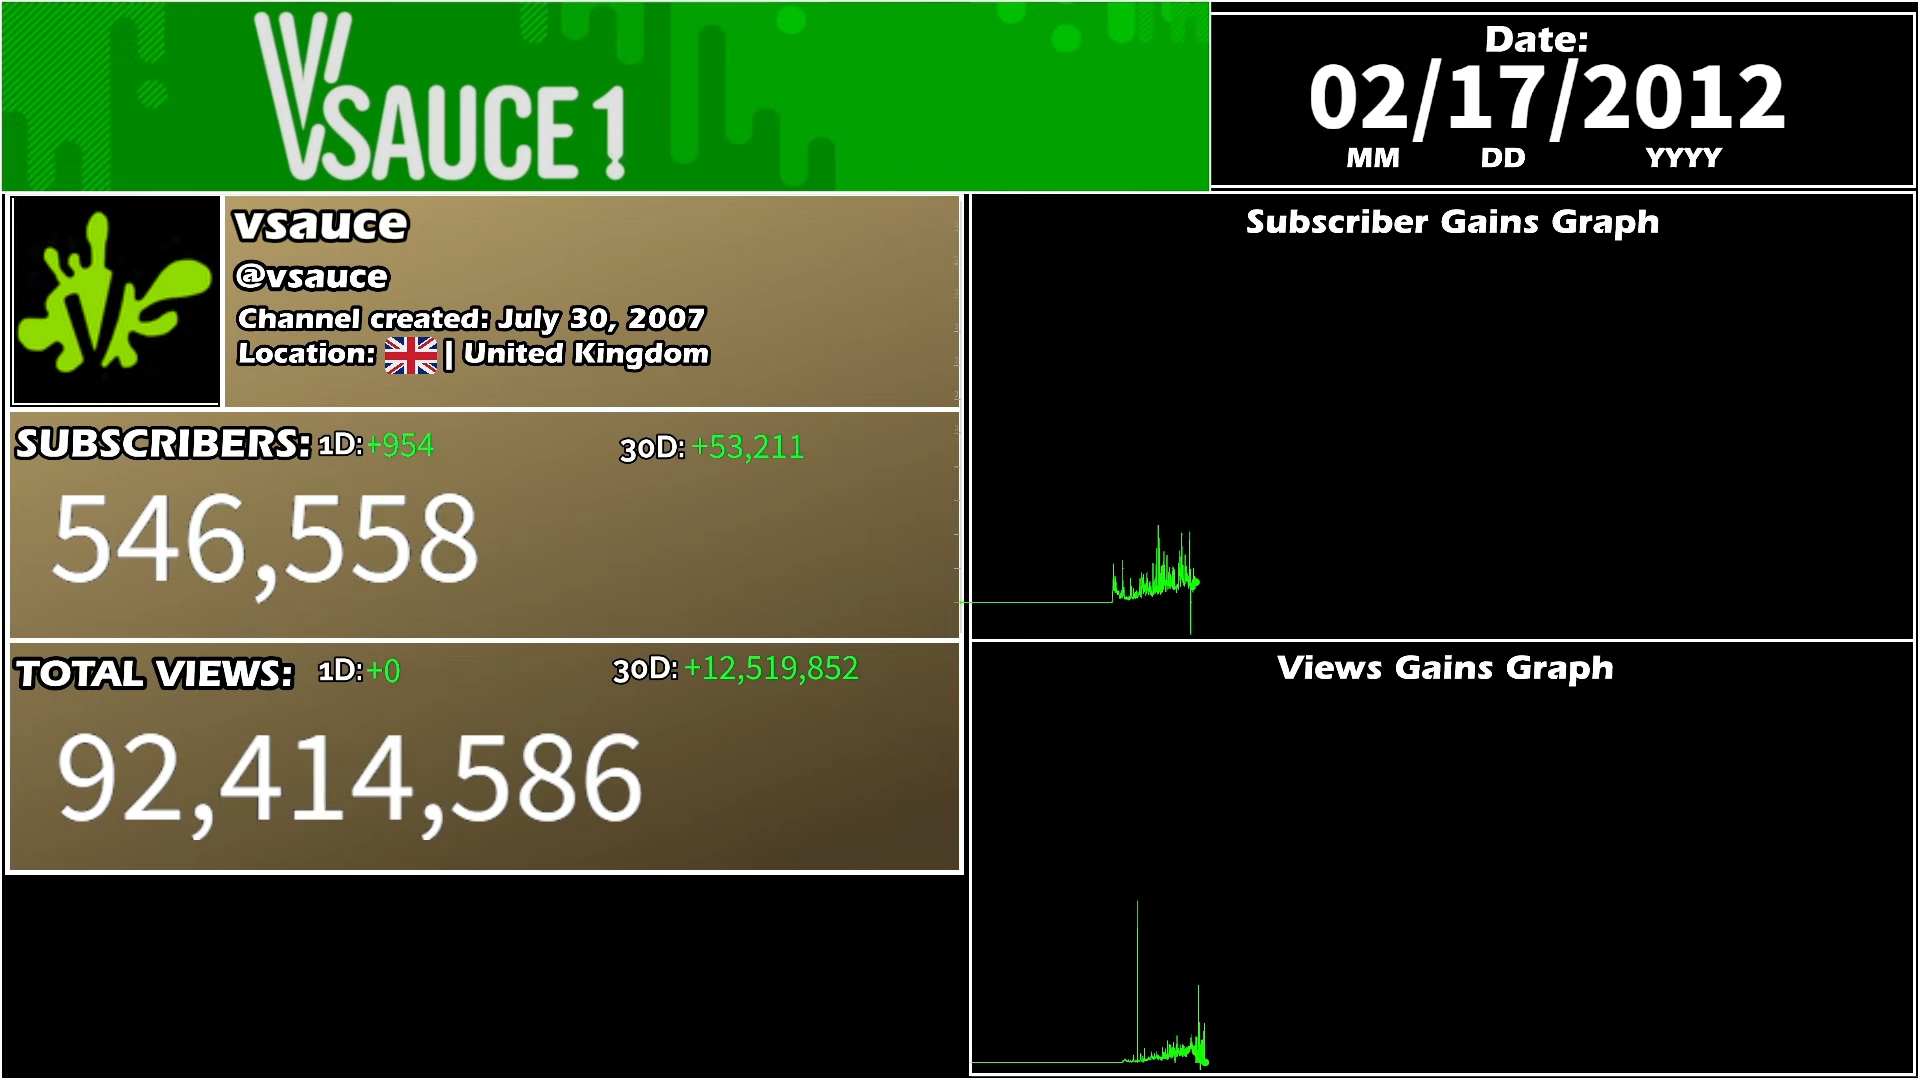 VSAUCE1
Date:
02/17/2012
MM DD YYYY
vsauce
@vsauce
Channel created: July 30, 2007
Location: | United Kingdom
SUBSCRIBERS: 1D: +954 30D: +53,211
546,558
TOTAL VIEWS: 1D: +0 30D: +12,519,852
92,414,586
Subscriber Gains Graph
Views Gains Graph